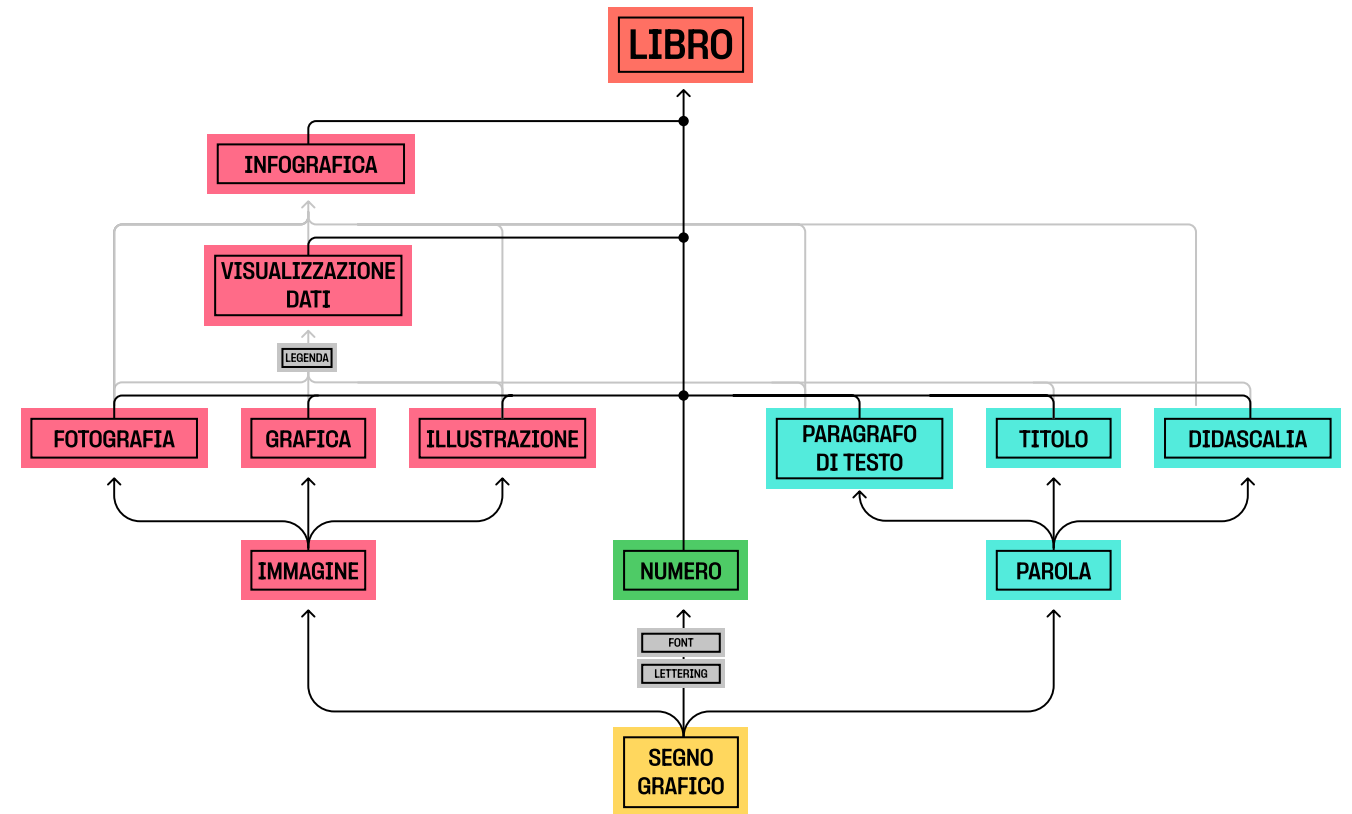 LIBRO
INFOGRAFICA
VISUALIZZAZIONE
DATI
LEGENDA
FOTOGRAFIA
GRAFICA
ILLUSTRAZIONE
PARAGRAFO
DI TESTO
TITOLO
DIDASCALIA
IMMAGINE
NUMERO
PAROLA
FONT
LETTERING
SEGNO
GRAFICO